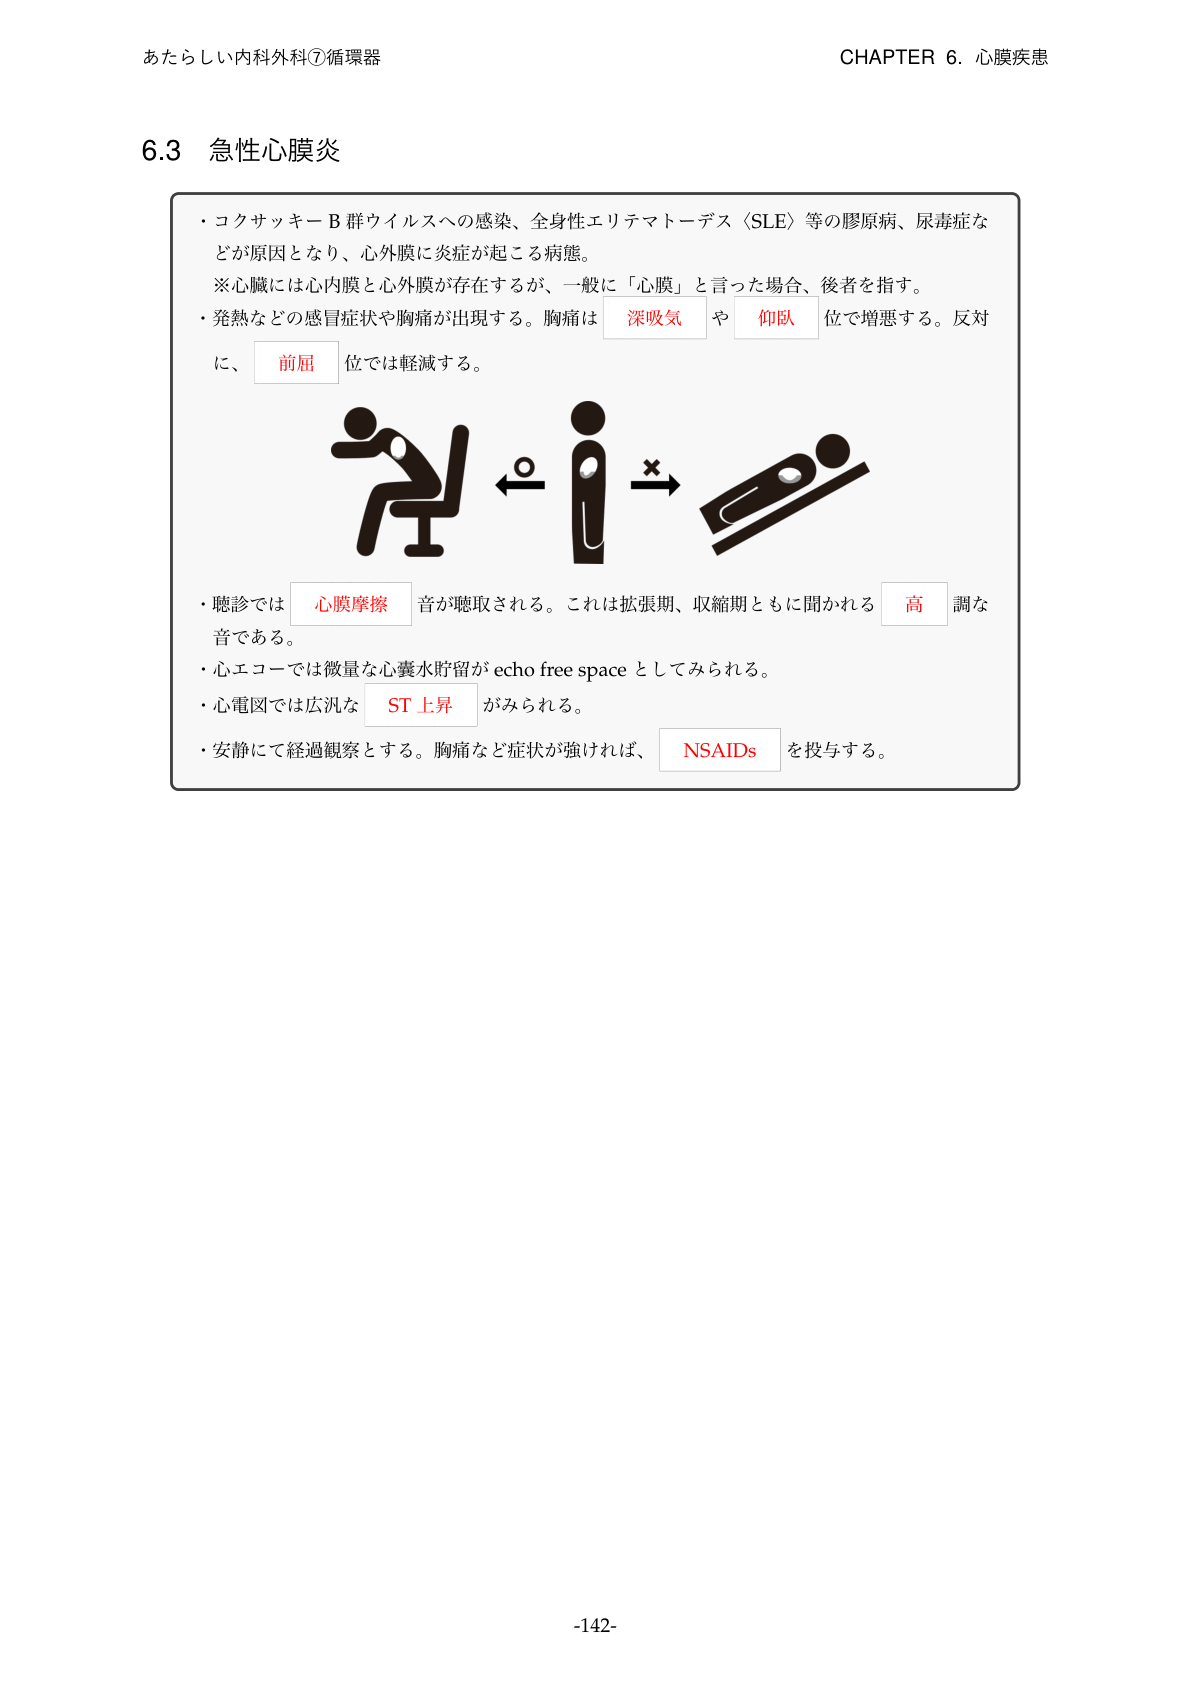 あたらしい内科外科⑦循環器
CHAPTER 6. 心膜疾患
6.3 急性心膜炎
・コクサッキー B 群ウイルスへの感染、全身性エリテマトーデス〈SLE〉等の膠原病、尿毒症な
どが原因となり、心外膜に炎症が起こる病態。
※心臓には心内膜と心外膜が存在するが、一般に「心膜」と言った場合、後者を指す。
・発熱などの感冒症状や胸痛が出現する。胸痛は 深吸気 や 仰臥 位で増悪する。反対
に、 前屈 位では軽減する。
・聴診では 心膜摩擦 音が聴取される。これは拡張期、収縮期ともに聞かれる 高 調な
音である。
・心エコーでは微量な心嚢水貯留が echo free space としてみられる。
・心電図では広汎な ST 上昇 がみられる。
・安静にて経過観察とする。胸痛など症状が強ければ、 NSAIDs を投与する。
-142-